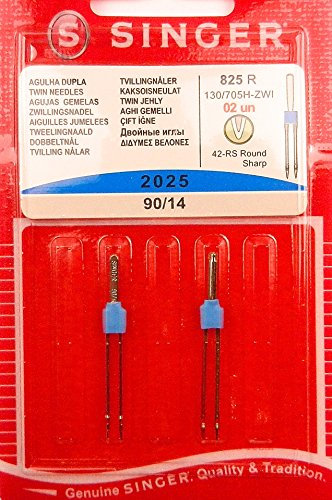 S SINGER®
AGULHA DUPLA
TWIN NEEDLES
AGUJAS GEMELAS
ZWILLINGSNADEL
AIGUILLES JUMELEES
TWEELINGNAALD
DOBBELTNÅL
TVILLING NÅLAR
TVILLINGNÅLER
KAKSOISNEULAT
TWIN JEHLY
AGHI GEMELLI
ÇIFT IĞNE
Двойные иглы
ΔΙΔΥΜΕΣ ΒΕΛΟΝΕΣ
825 R
130/705H-ZWI
02 un
42-RS Round
Sharp
2025
90/14
Genuine SINGER® Quality & Tradition